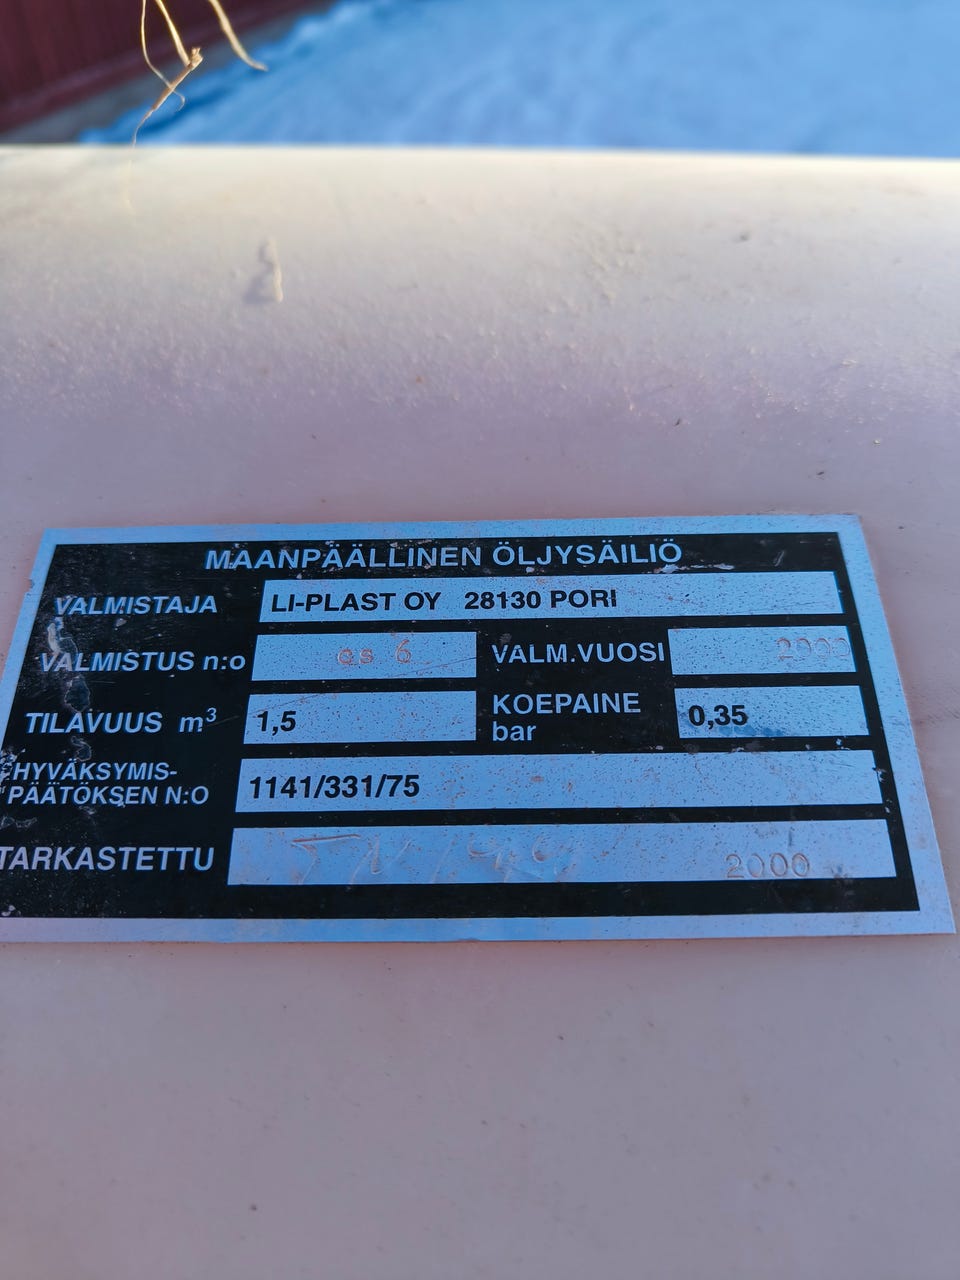 MAANPÄÄLLINEN ÖLJYSÄILIÖ
VALMISTAJA LI-PLAST OY 28130 PORI
VALMISTUS n:o 6 VALM.VUOSI 2000
TILAVUUS m³ 1,5 KOEPAINE bar 0,35
HYVÄKSYMIS-
PÄÄTÖKSEN N:O 1141/331/75
TARKASTETTU 2000